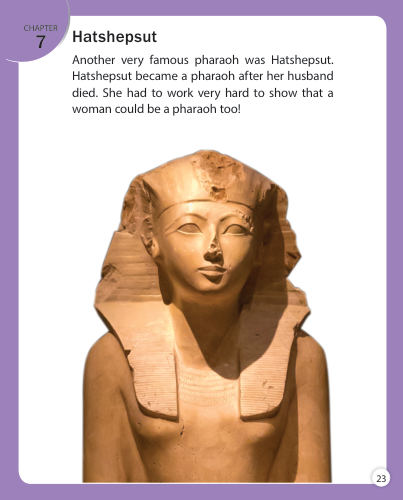 CHAPTER
7
Hatshepsut
Another very famous pharaoh was Hatshepsut.
Hatshepsut became a pharaoh after her husband
died. She had to work very hard to show that a
woman could be a pharaoh too!
23